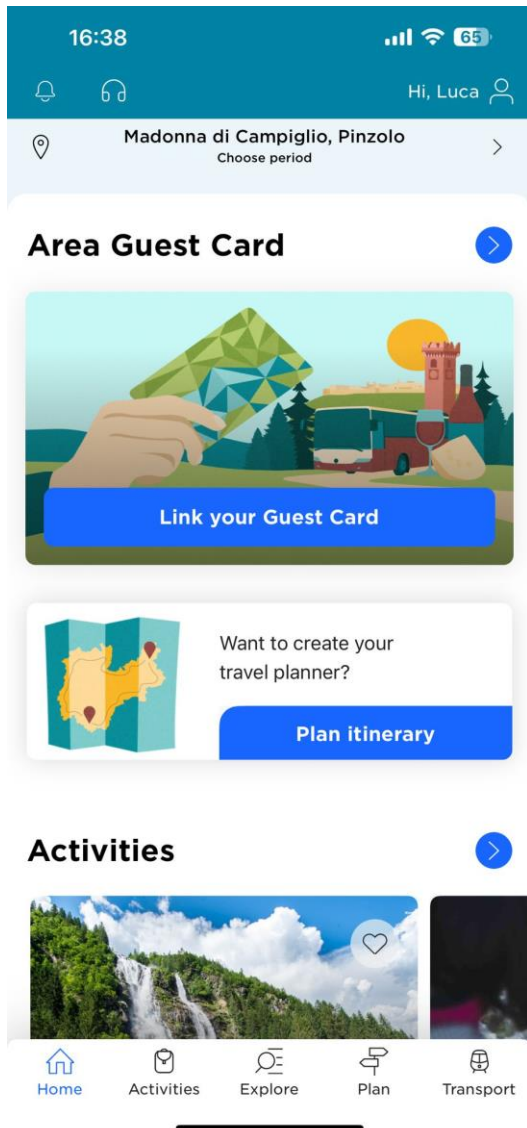 16:38
65
Hi, Luca
Madonna di Campiglio, Pinzolo
Choose period
Area Guest Card
Link your Guest Card
Want to create your
travel planner?
Plan itinerary
Activities
Home Activities Explore Plan Transport